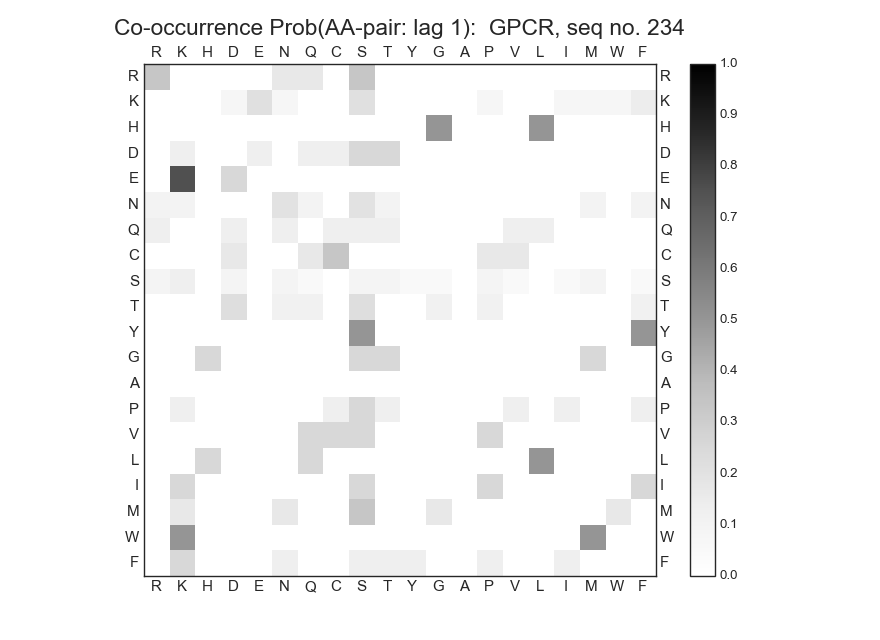 Co-occurrence Prob(AA-pair: lag 1):  GPCR, seq no. 234
R K H D E N Q C S T Y G A P V L I M W F
R R 1.0
K K 0.9
H H
D D 0.8
E E
N N 0.7
Q Q
C C 0.6
S S
T T 0.5
Y Y
G G 0.4
A A
P P 0.3
V V
L L 0.2
I I
M M 0.1
W W
F F 0.0
R K H D E N Q C S T Y G A P V L I M W F